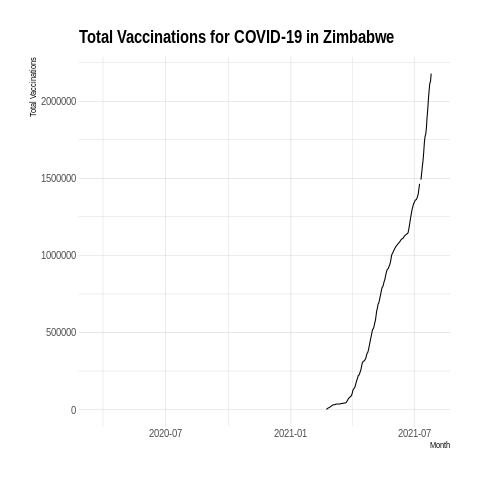 Total Vaccinations for COVID-19 in Zimbabwe
Total Vaccinations
2000000
1500000
1000000
500000
0
2020-07 2021-01 2021-07
Month